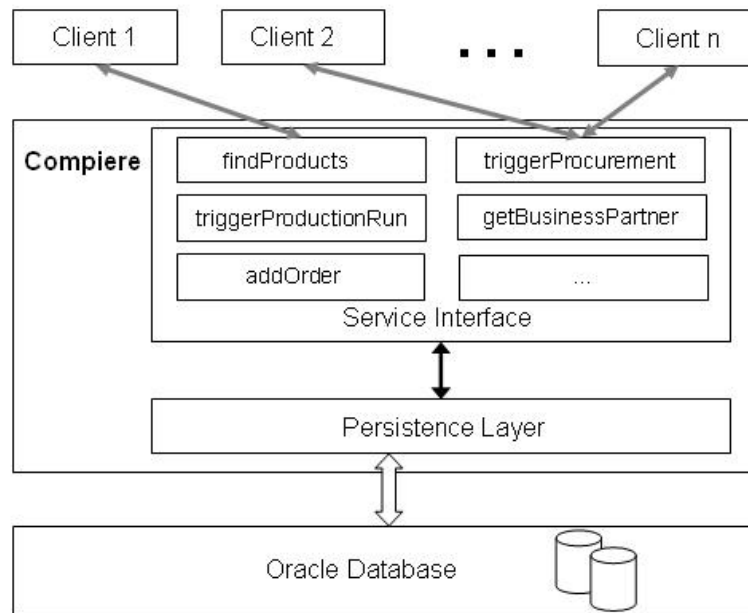 Client 1
Client 2
. . .
Client n
Compiere
findProducts
triggerProcurement
triggerProductionRun
getBusinessPartner
addOrder
...
Service Interface
Persistence Layer
Oracle Database